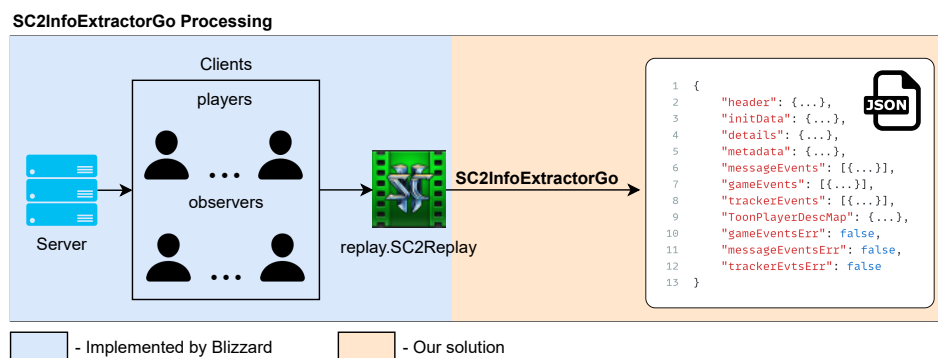 SC2InfoExtractorGo Processing
Clients
players
...
observers
...
Server
replay.SC2Replay
SC2InfoExtractorGo
JSON
1 {
2 "header": {...},
3 "initData": {...},
4 "details": {...},
5 "metadata": {...},
6 "messageEvents": [{...}],
7 "gameEvents": [{...}],
8 "trackerEvents": [{...}],
9 "ToonPlayerDescMap": {...},
10 "gameEventsErr": false,
11 "messageEventsErr": false,
12 "trackerEvtsErr": false
13 }
- Implemented by Blizzard
- Our solution